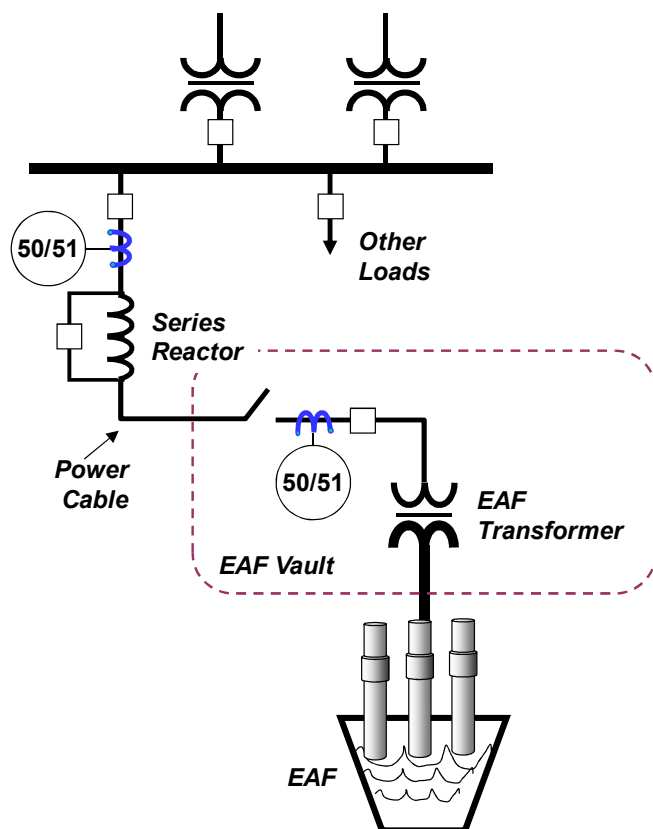 50/51
Other
Loads
Series
Reactor
Power
Cable
50/51
EAF
Transformer
EAF Vault
EAF